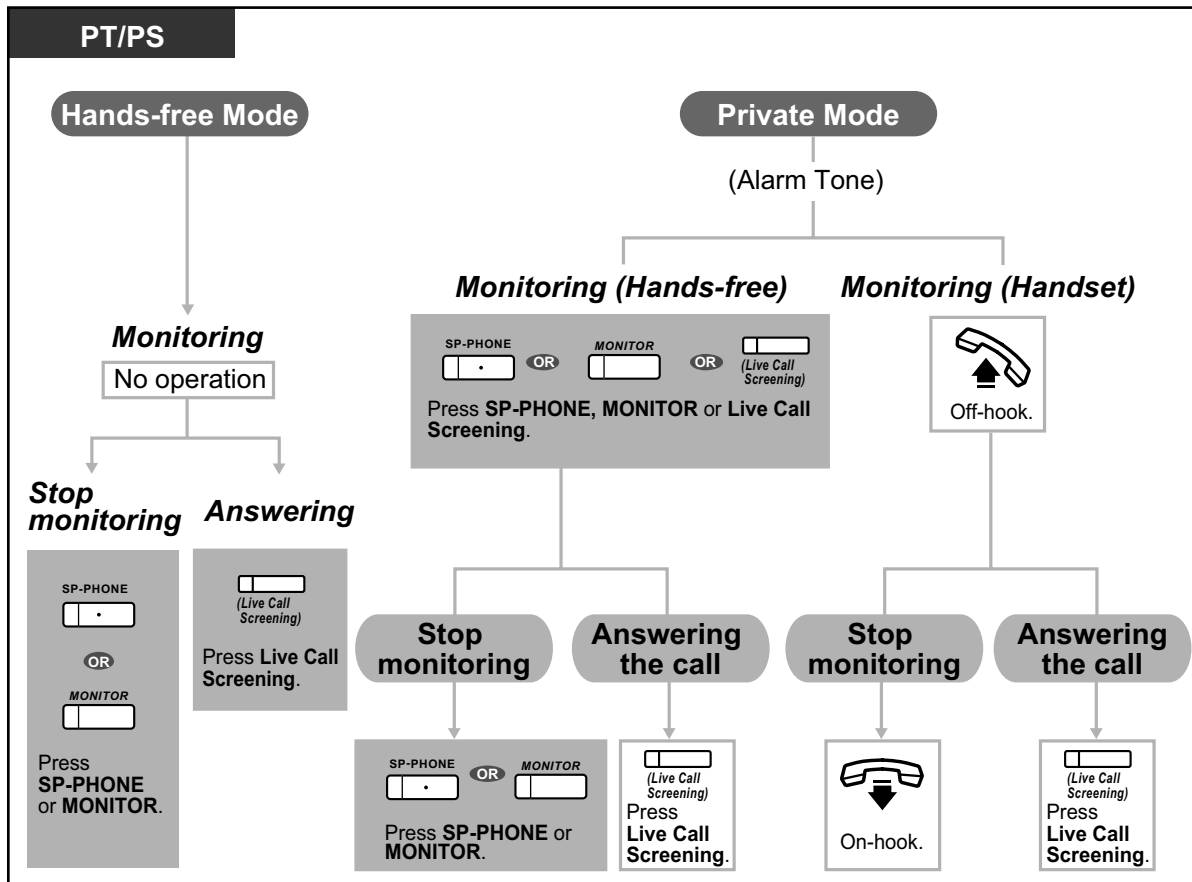 PT/PS
Hands-free Mode
Monitoring
No operation
Stop
monitoring
SP-PHONE
OR
MONITOR
Press
SP-PHONE
or MONITOR.
Answering
(Live Call
Screening)
Press Live Call
Screening.
Private Mode
(Alarm Tone)
Monitoring (Hands-free)
SP-PHONE OR MONITOR OR (Live Call
Screening)
Press SP-PHONE, MONITOR or Live Call
Screening.
Stop
monitoring
SP-PHONE OR MONITOR
Press SP-PHONE or
MONITOR.
Answering
the call
(Live Call
Screening)
Press
Live Call
Screening.
Monitoring (Handset)
Off-hook.
Stop
monitoring
On-hook.
Answering
the call
(Live Call
Screening)
Press
Live Call
Screening.